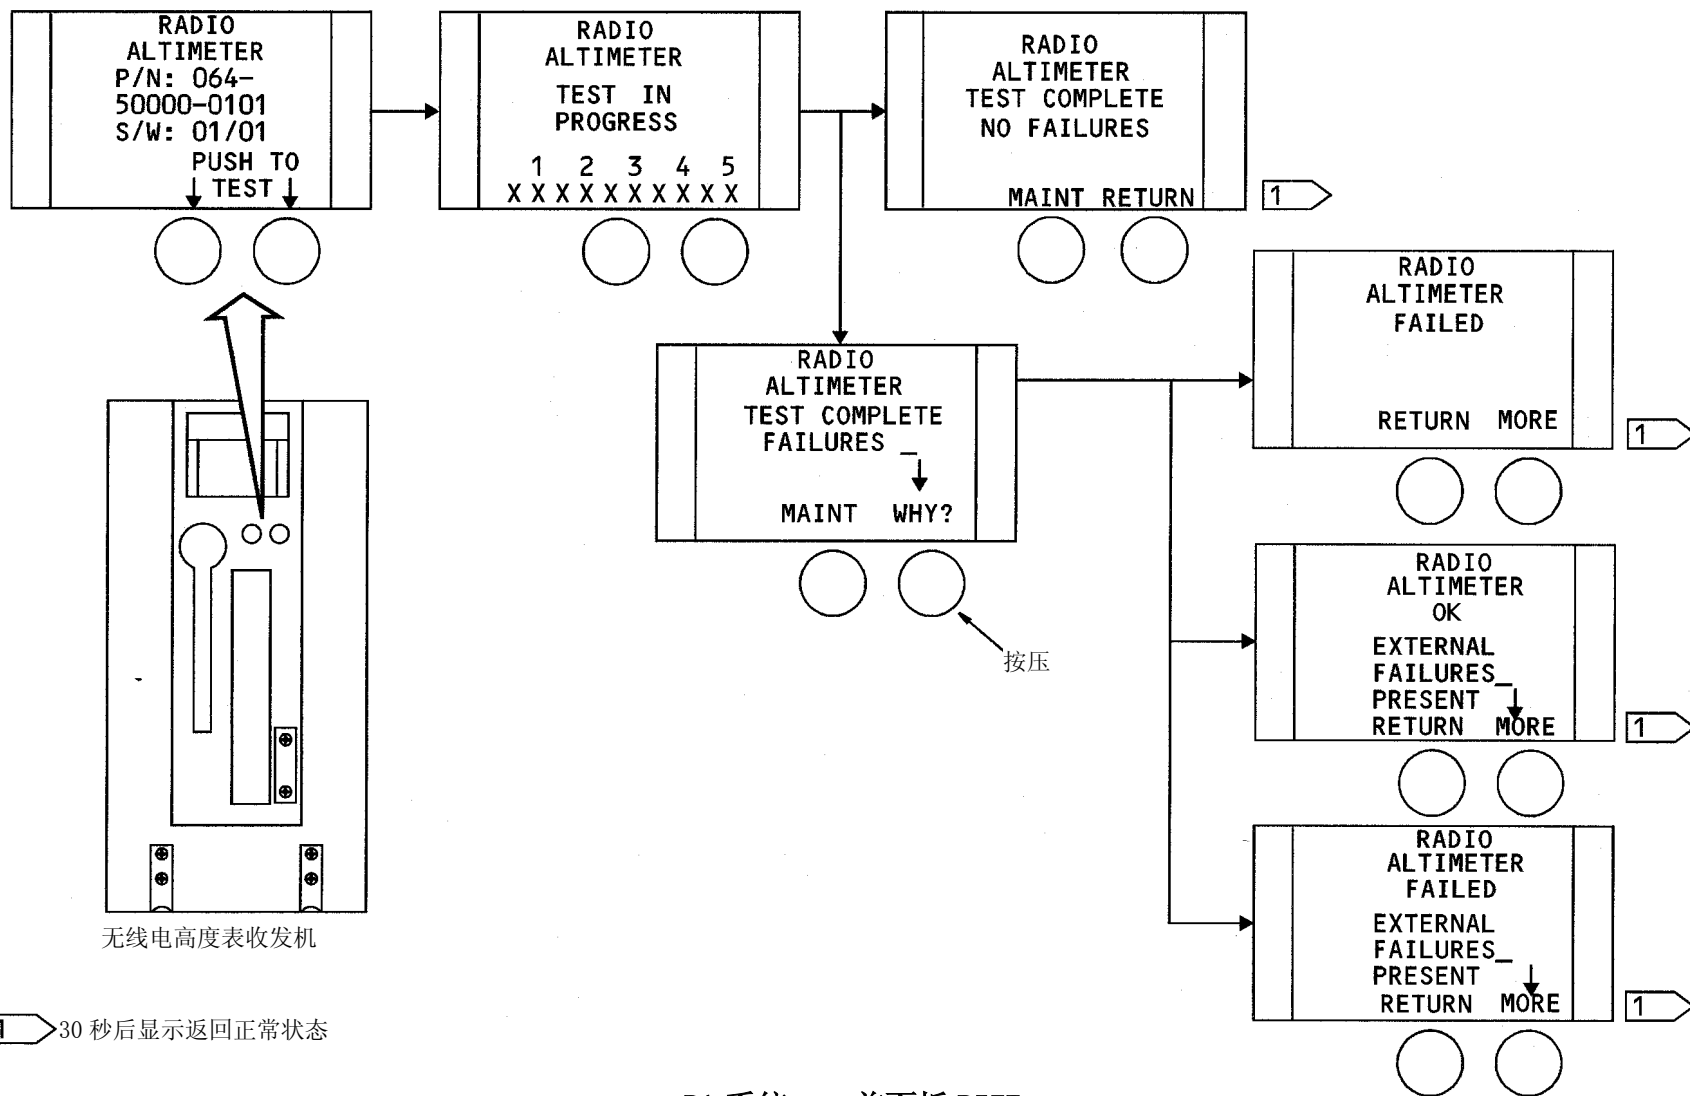 RADIO
ALTIMETER
P/N: 064-
50000-0101
S/W: 01/01
PUSH TO
TEST
RADIO
ALTIMETER
TEST IN
PROGRESS
1 2 3 4 5
X X X X X X X X X X
RADIO
ALTIMETER
TEST COMPLETE
NO FAILURES
MAINT RETURN
1
RADIO
ALTIMETER
TEST COMPLETE
FAILURES _
MAINT WHY?
按压
RADIO
ALTIMETER
FAILED
RETURN MORE
1
RADIO
ALTIMETER
OK
EXTERNAL
FAILURES_
PRESENT
RETURN MORE
1
RADIO
ALTIMETER
FAILED
EXTERNAL
FAILURES_
PRESENT
RETURN MORE
1
无线电高度表收发机
30 秒后显示返回正常状态